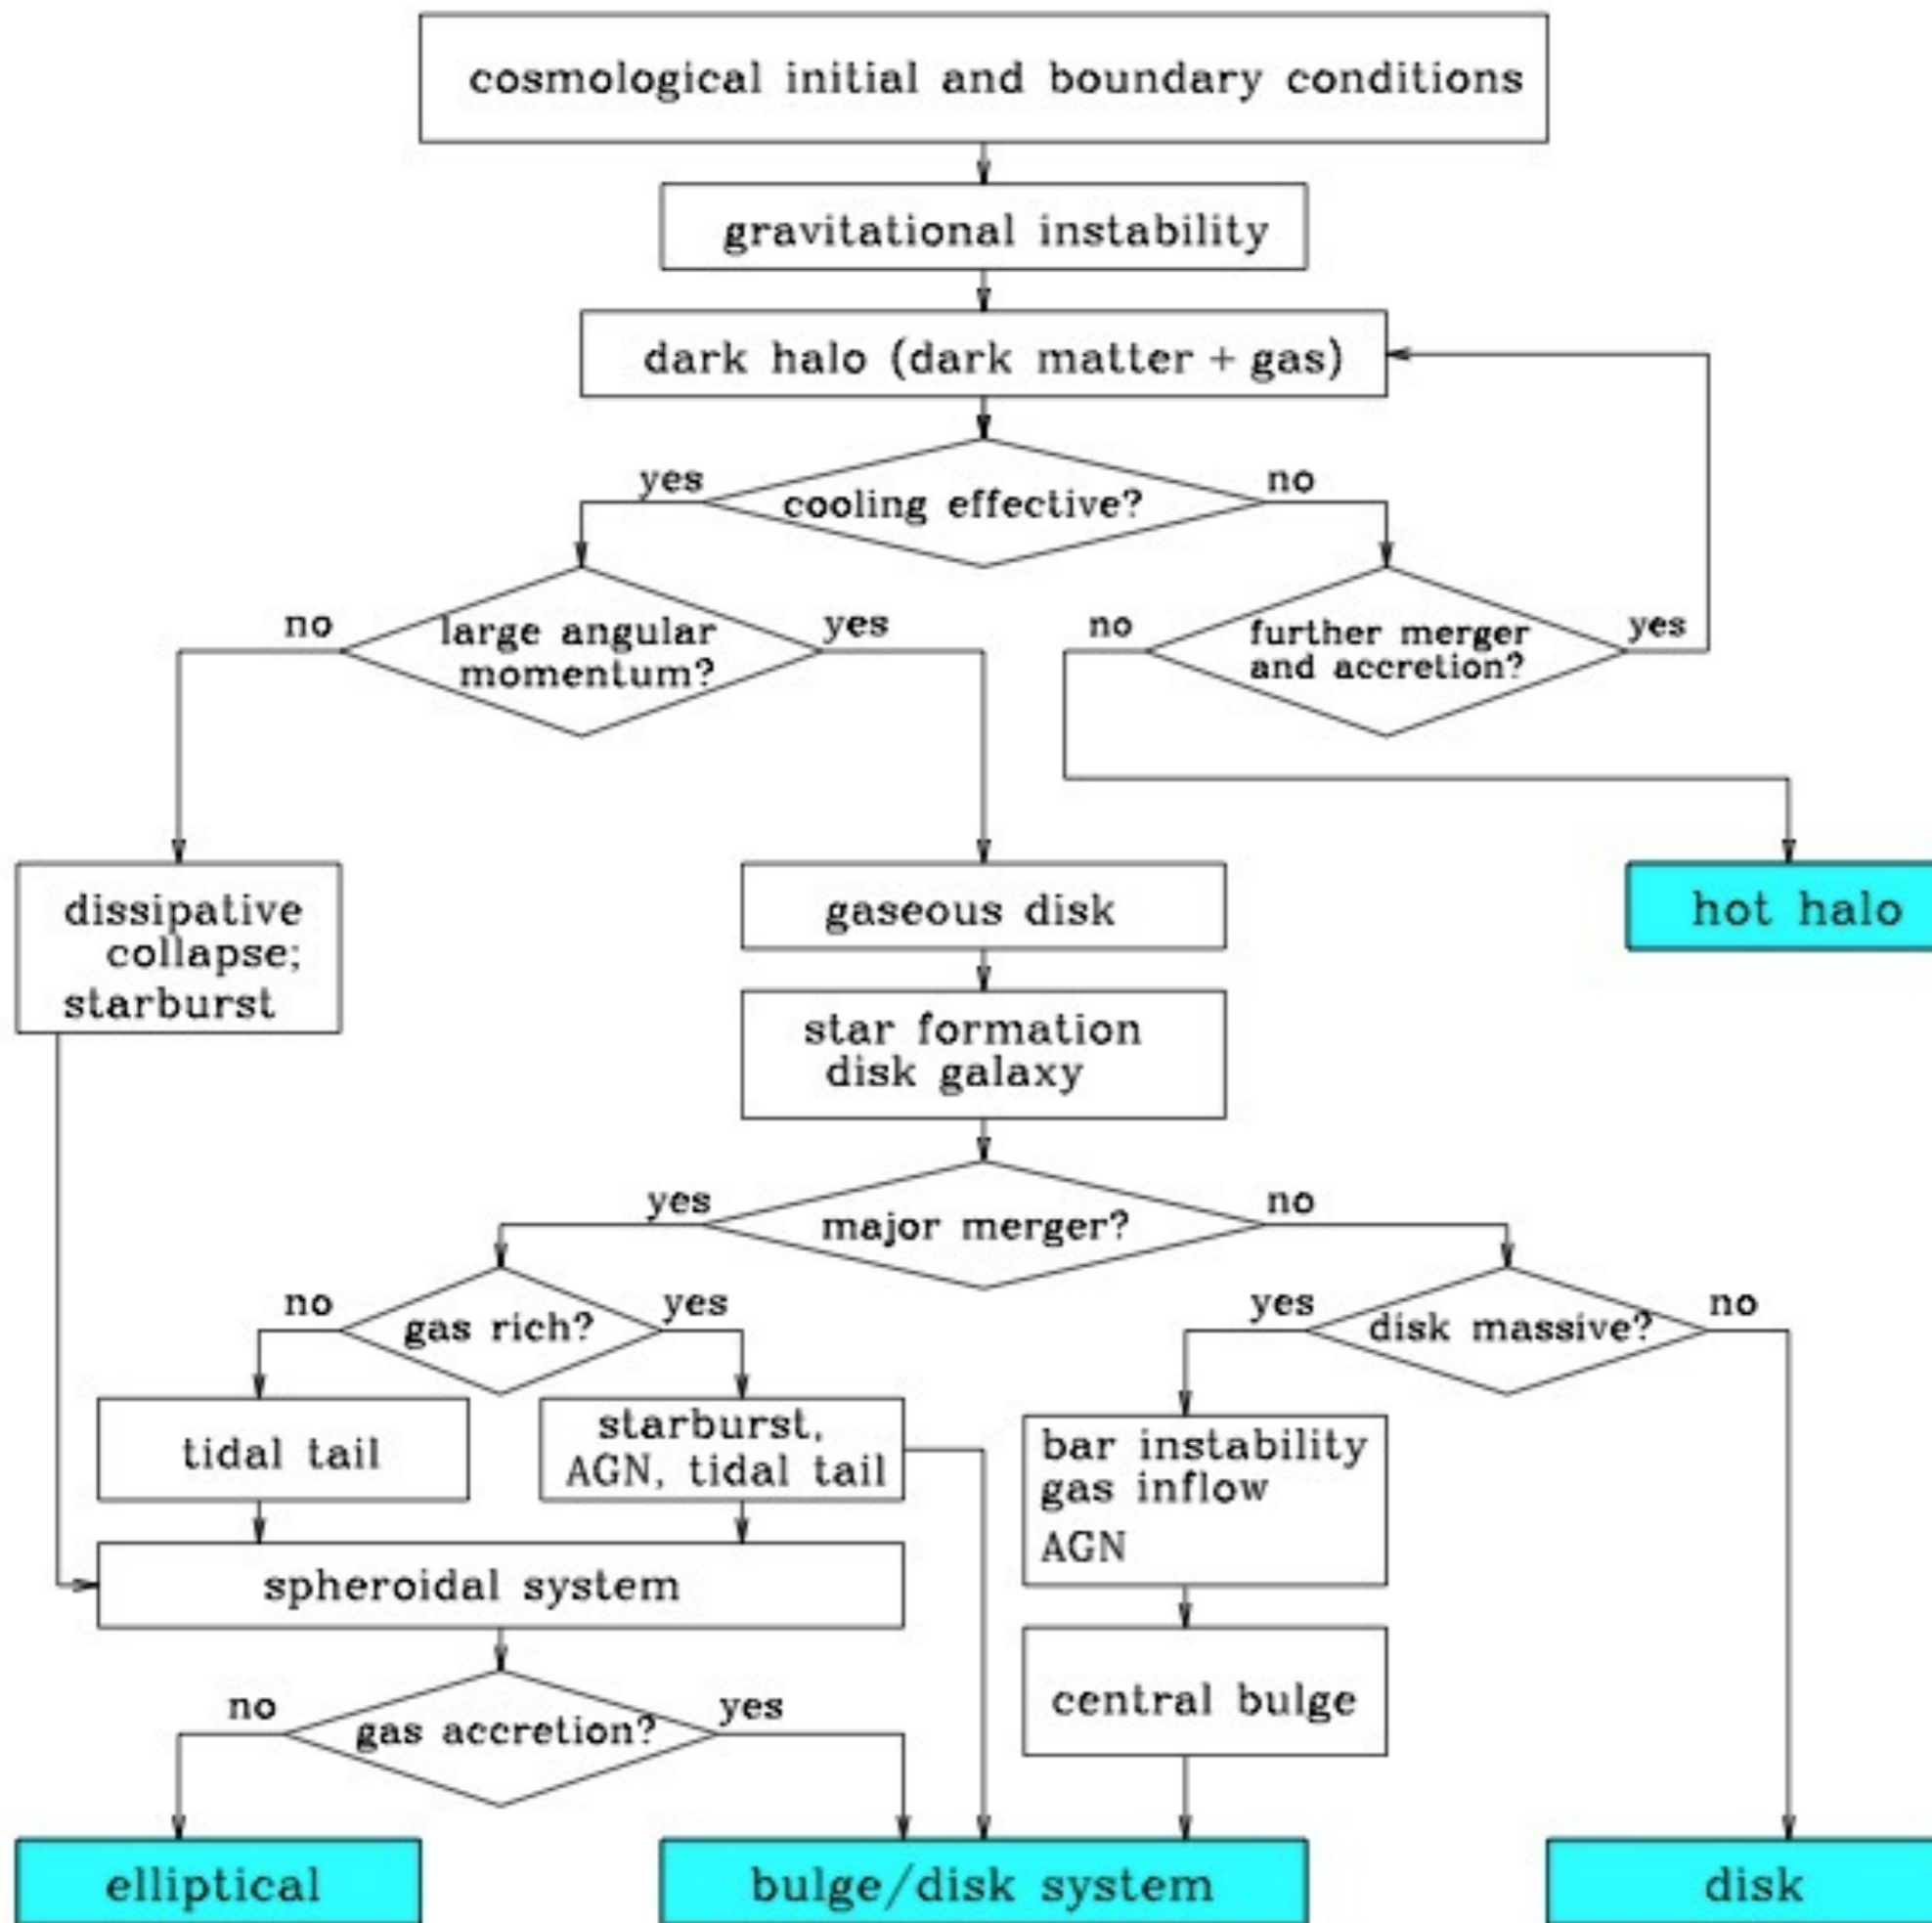 cosmological initial and boundary conditions
gravitational instability
dark halo (dark matter + gas)
yes
no
cooling effective?
no
large angular
momentum?
yes
no
further merger
and accretion?
yes
dissipative
collapse;
starburst
gaseous disk
hot halo
star formation
disk galaxy
yes
major merger?
no
no
gas rich?
yes
yes
disk massive?
no
tidal tail
starburst,
AGN, tidal tail
bar instability
gas inflow
AGN
spheroidal system
central bulge
no
gas accretion?
yes
elliptical
bulge/disk system
disk